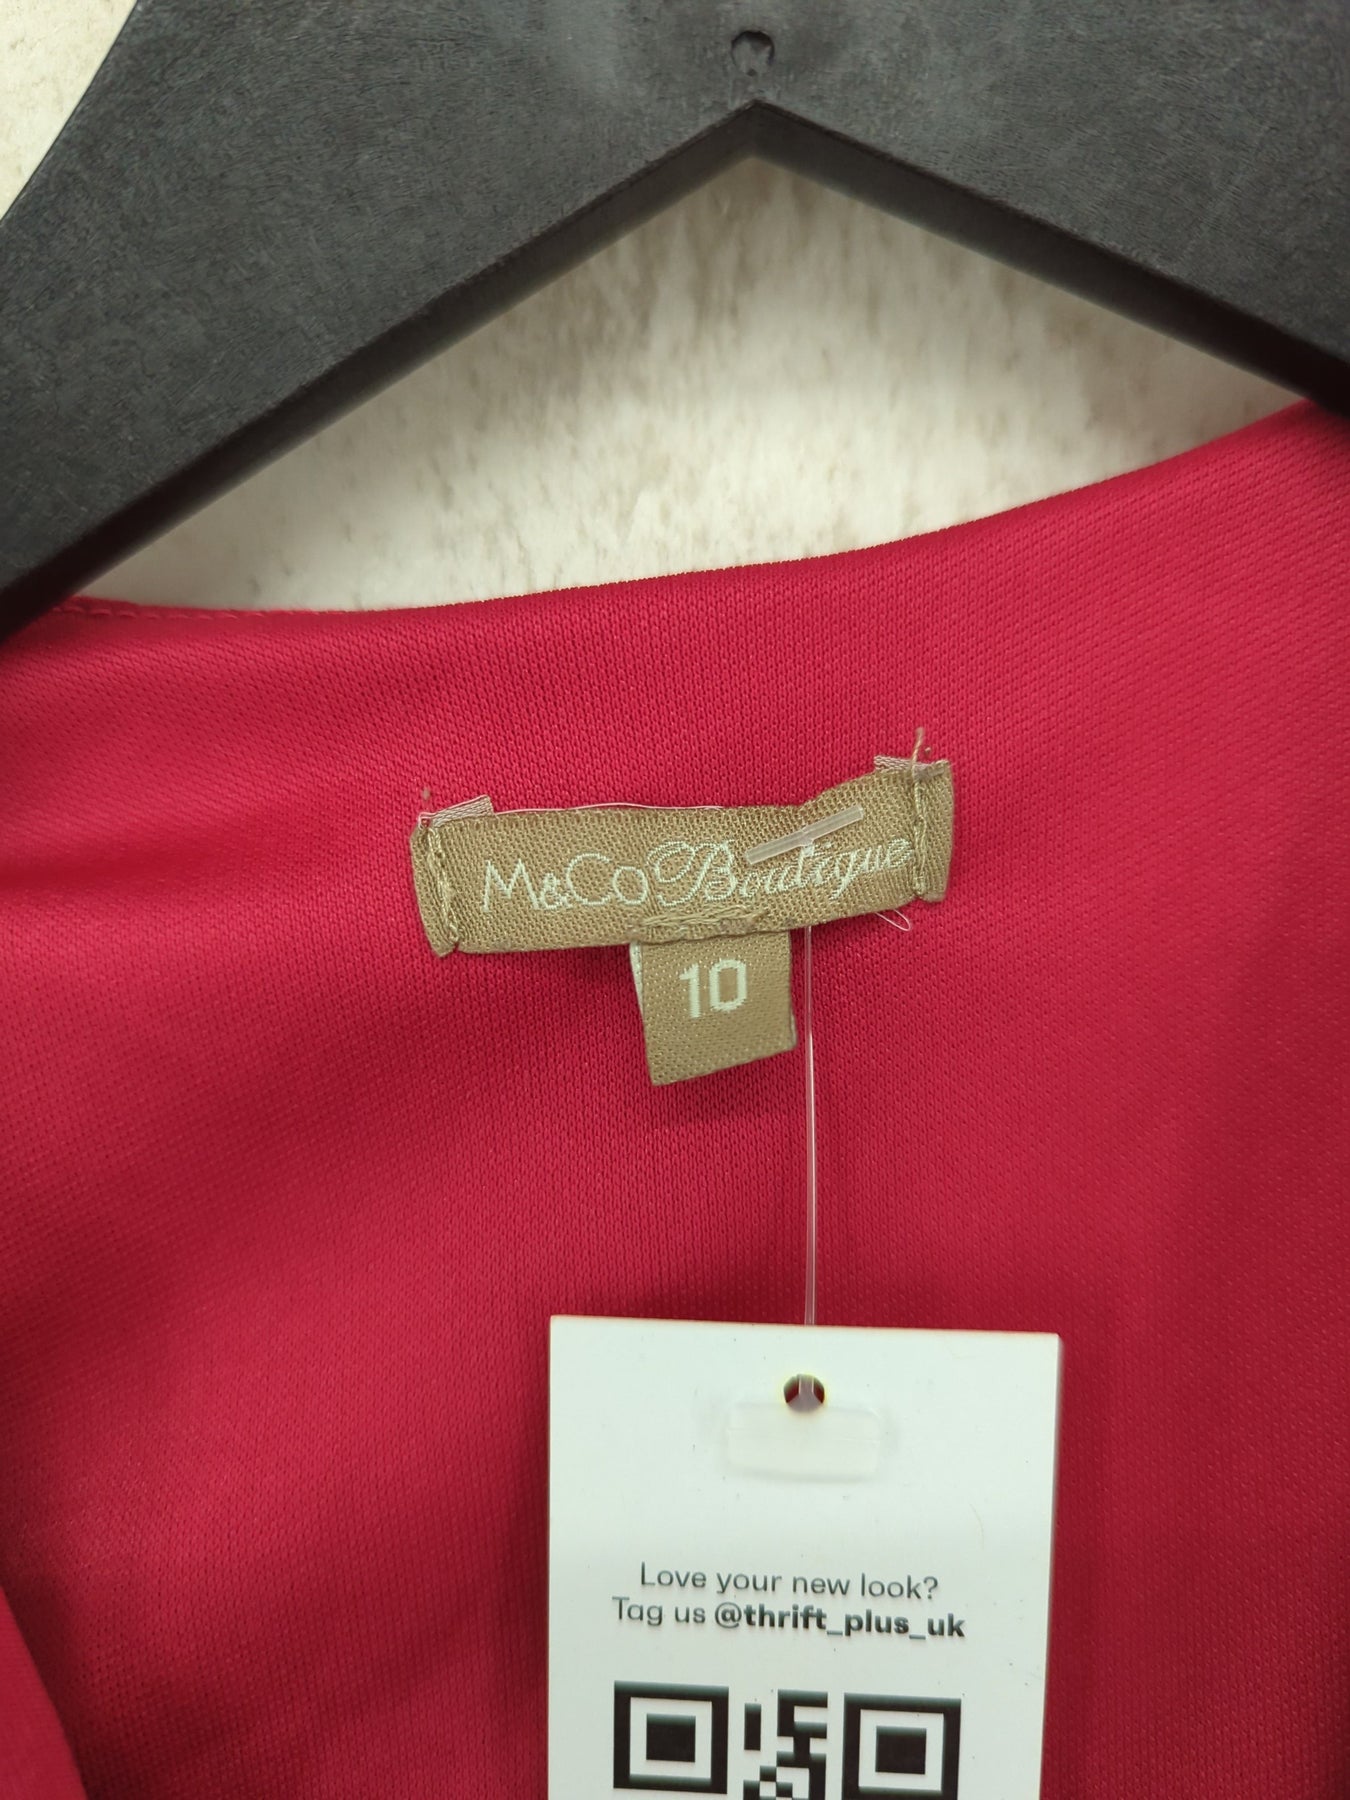 M&Co Boutique
10
Love your new look?
Tag us @thrift_plus_uk